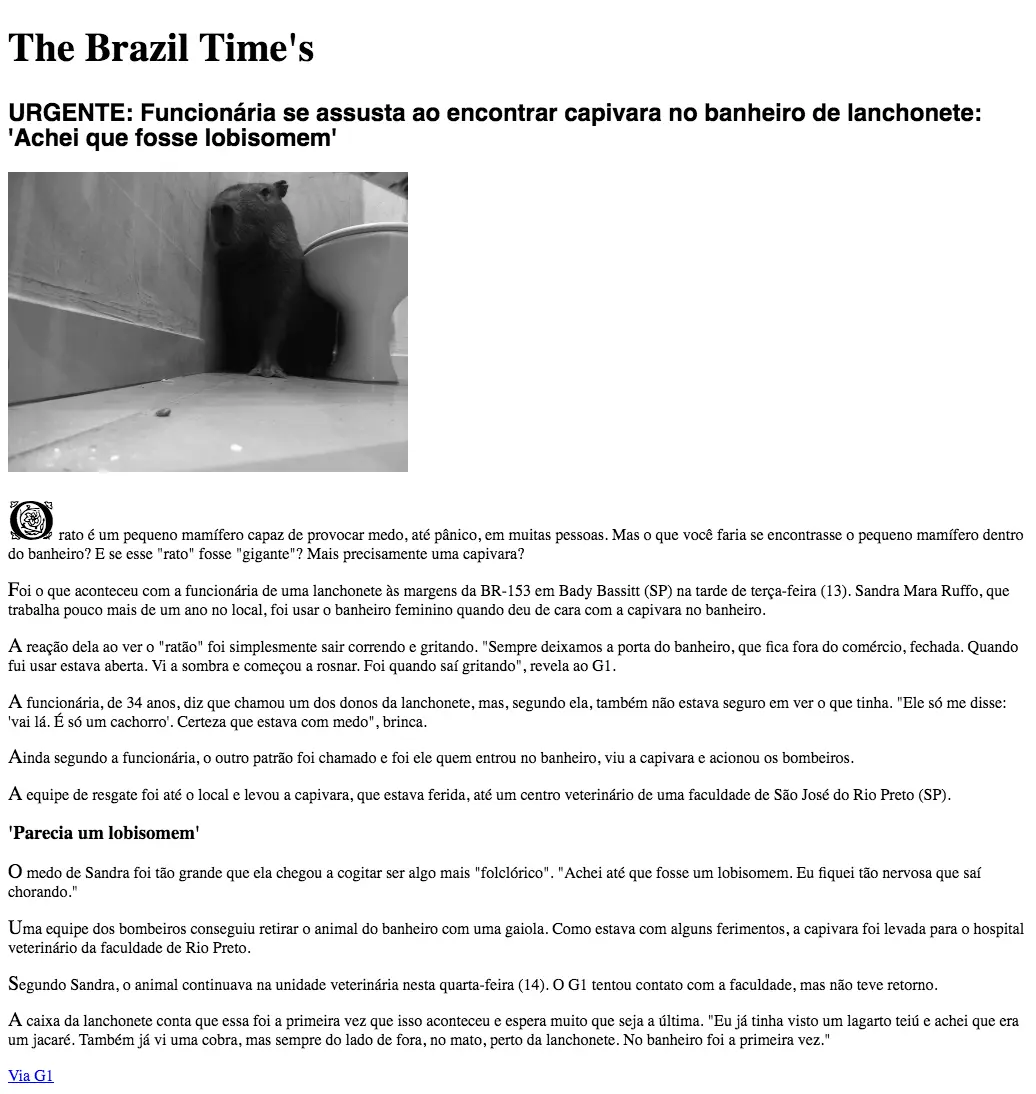 The Brazil Time's
URGENTE: Funcionária se assusta ao encontrar capivara no banheiro de lanchonete:
'Achei que fosse lobisomem'
O rato é um pequeno mamífero capaz de provocar medo, até pânico, em muitas pessoas. Mas o que você faria se encontrasse o pequeno mamífero dentro
do banheiro? E se esse "rato" fosse "gigante"? Mais precisamente uma capivara?
Foi o que aconteceu com a funcionária de uma lanchonete às margens da BR-153 em Bady Bassitt (SP) na tarde de terça-feira (13). Sandra Mara Ruffo, que
trabalha pouco mais de um ano no local, foi usar o banheiro feminino quando deu de cara com a capivara no banheiro.
A reação dela ao ver o "ratão" foi simplesmente sair correndo e gritando. "Sempre deixamos a porta do banheiro, que fica fora do comércio, fechada. Quando
fui usar estava aberta. Vi a sombra e começou a rosnar. Foi quando saí gritando", revela ao G1.
A funcionária, de 34 anos, diz que chamou um dos donos da lanchonete, mas, segundo ela, também não estava seguro em ver o que tinha. "Ele só me disse:
'vai lá. É só um cachorro'. Certeza que estava com medo", brinca.
Ainda segundo a funcionária, o outro patrão foi chamado e foi ele quem entrou no banheiro, viu a capivara e acionou os bombeiros.
A equipe de resgate foi até o local e levou a capivara, que estava ferida, até um centro veterinário de uma faculdade de São José do Rio Preto (SP).
'Parecia um lobisomem'
O medo de Sandra foi tão grande que ela chegou a cogitar ser algo mais "folclórico". "Achei até que fosse um lobisomem. Eu fiquei tão nervosa que saí
chorando."
Uma equipe dos bombeiros conseguiu retirar o animal do banheiro com uma gaiola. Como estava com alguns ferimentos, a capivara foi levada para o hospital
veterinário da faculdade de Rio Preto.
Segundo Sandra, o animal continuava na unidade veterinária nesta quarta-feira (14). O G1 tentou contato com a faculdade, mas não teve retorno.
A caixa da lanchonete conta que essa foi a primeira vez que isso aconteceu e espera muito que seja a última. "Eu já tinha visto um lagarto teiú e achei que era
um jacaré. Também já vi uma cobra, mas sempre do lado de fora, no mato, perto da lanchonete. No banheiro foi a primeira vez."
Via G1